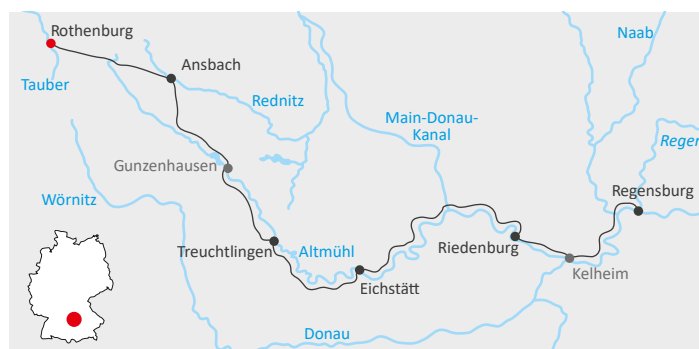 Rothenburg
Naab
Ansbach
Tauber
Rednitz
Main-Donau-
Kanal
Regen
Gunzenhausen
Regensburg
Wörnitz
Treuchtlingen
Altmühl
Riedenburg
Kelheim
Eichstätt
Donau